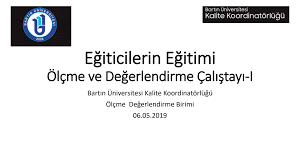 Bartın Üniversitesi
Kalite Koordinatörlüğü
Eğiticilerin Eğitimi
Ölçme ve Değerlendirme Çalıştayı-I
Bartın Üniversitesi Kalite Koordinatörlüğü
Ölçme Değerlendirme Birimi
06.05.2019